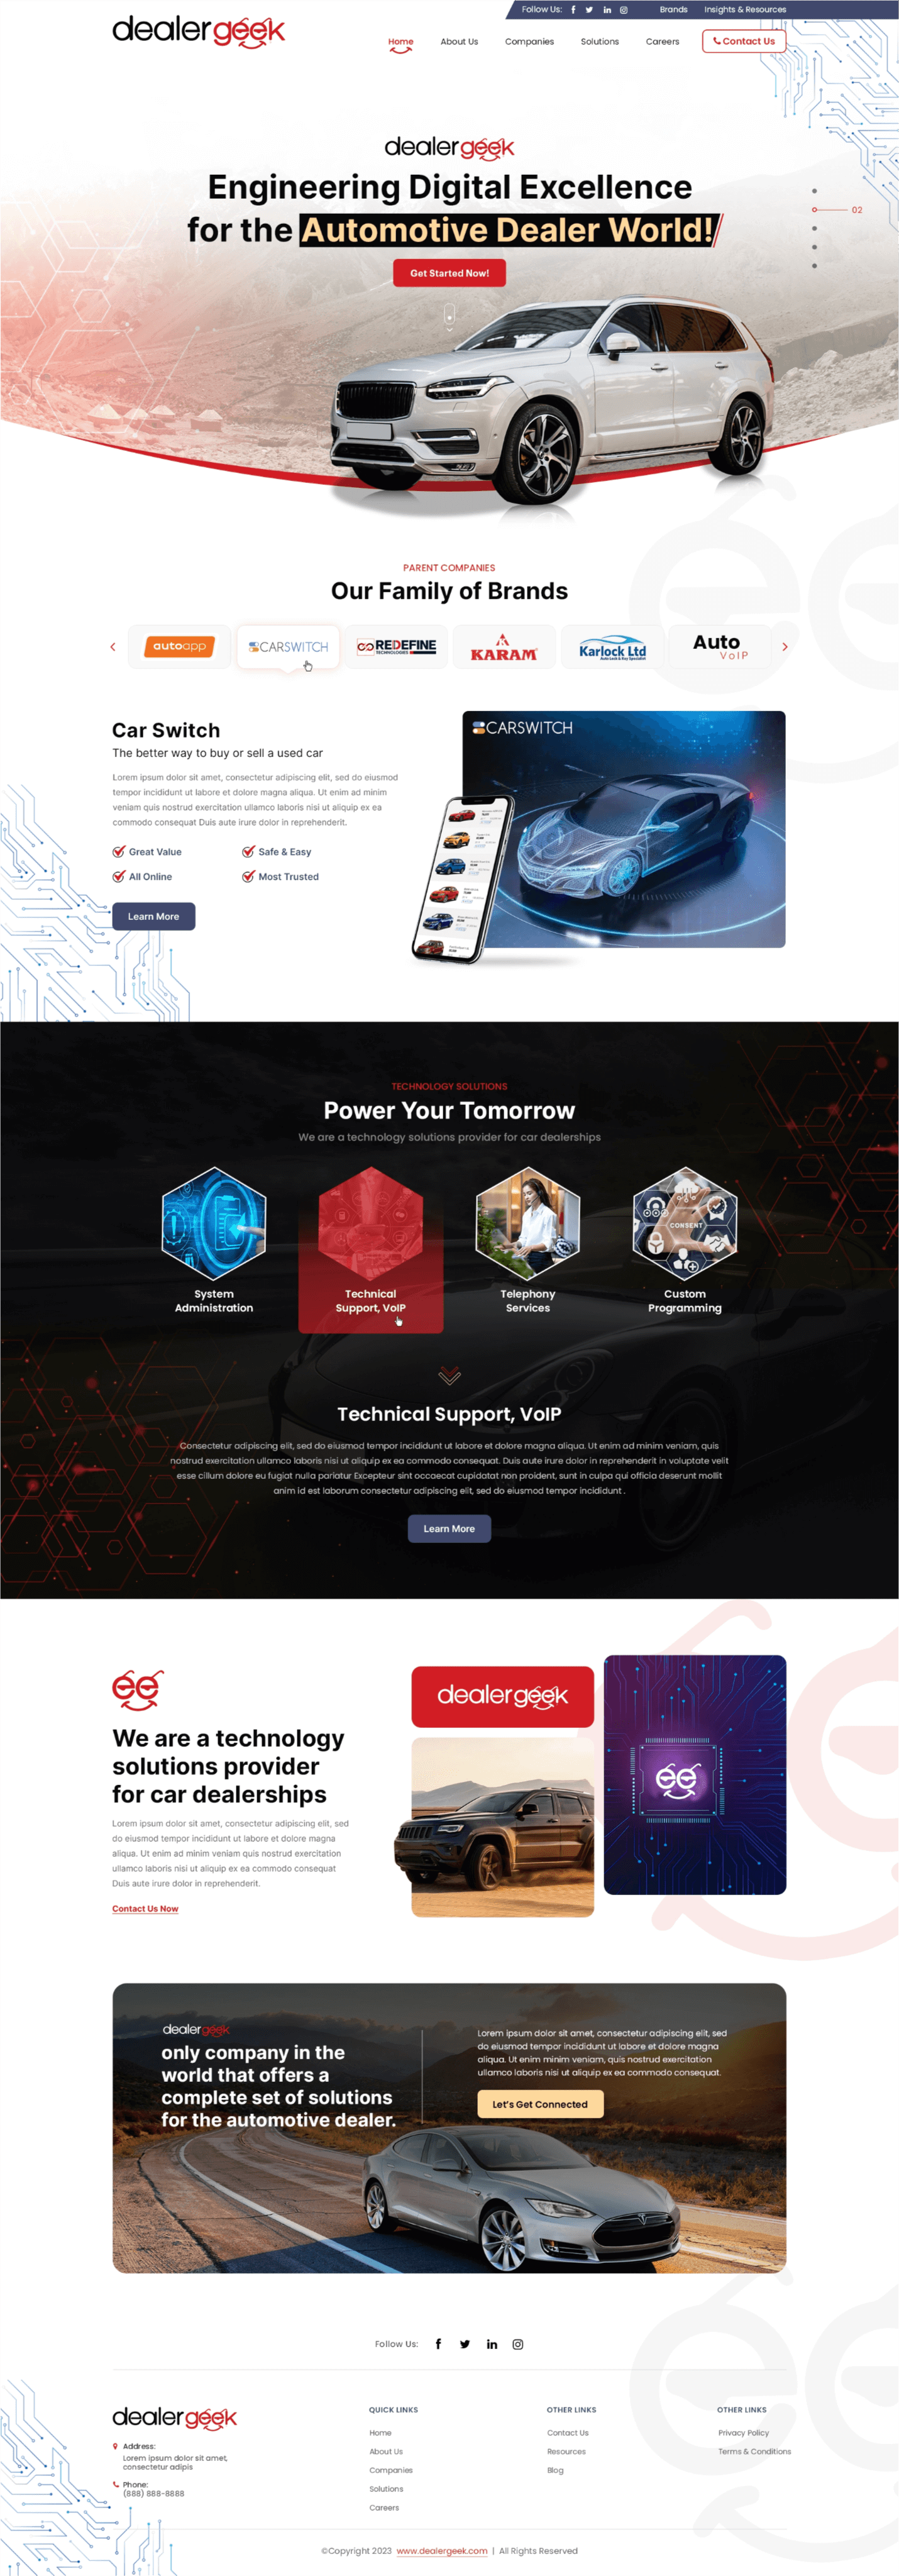 Follow Us:
Brands
Insights & Resources
dealergeek
Home
About Us
Companies
Solutions
Careers
Contact Us
dealergeek
Engineering Digital Excellence
for the Automotive Dealer World!
02
Get Started Now!
PARENT COMPANIES
Our Family of Brands
autoapp
CARSWITCH
REDEFINE
TECHNOLOGIES
KARAM
Karlock Ltd
Auto Lock & Key Specialist
Auto
VoIP
Car Switch
The better way to buy or sell a used car
Lorem ipsum dolor sit amet, consectetur adipiscing elit, sed do eiusmod
tempor incididunt ut labore et dolore magna aliqua. Ut enim ad minim
veniam quis nostrud exercitation ullamco laboris nisi ut aliquip ex ea
commodo consequat Duis aute irure dolor in reprehenderit.
Great Value
Safe & Easy
All Online
Most Trusted
Learn More
CARSWITCH
TECHNOLOGY SOLUTIONS
Power Your Tomorrow
We are a technology solutions provider for car dealerships
CONSENT
System
Administration
Technical
Support, VoIP
Telephony
Services
Custom
Programming
Technical Support, VoIP
Consectetur adipiscing elit, sed do eiusmod tempor incididunt ut labore et dolore magna aliqua. Ut enim ad minim veniam, quis
nostrud exercitation ullamco laboris nisi ut aliquip ex ea commodo consequat. Duis aute irure dolor in reprehenderit in voluptate velit
esse cillum dolore eu fugiat nulla pariatur Excepteur sint occaecat cupidatat non proident, sunt in culpa qui officia deserunt mollit
anim id est laborum consectetur adipiscing elit, sed do eiusmod tempor incididunt .
Learn More
We are a technology
solutions provider
for car dealerships
Lorem ipsum dolor sit amet, consectetur adipiscing elit, sed
do eiusmod tempor incididunt ut labore et dolore magna
aliqua. Ut enim ad minim veniam quis nostrud exercitation
ullamco laboris nisi ut aliquip ex ea commodo consequat
Duis aute irure dolor in reprehenderit.
Contact Us Now
dealergeek
dealergeek
only company in the
world that offers a
complete set of solutions
for the automotive dealer.
Lorem ipsum dolor sit amet, consectetur adipiscing elit, sed
do eiusmod tempor incididunt ut labore et dolore magna
aliqua. Ut enim minim veniam, quis nostrud exercitation
ullamco laboris nisi ut aliquip ex ea commodo consequat.
Let's Get Connected
Follow Us:
dealergeek
Address:
Lorem ipsum dolor sit amet,
consectetur adipis
Phone:
(888) 888-8888
QUICK LINKS
Home
About Us
Companies
Solutions
Careers
OTHER LINKS
Contact Us
Resources
Blog
OTHER LINKS
Privacy Policy
Terms & Conditions
©Copyright 2023 www.dealergeek.com | All Rights Reserved